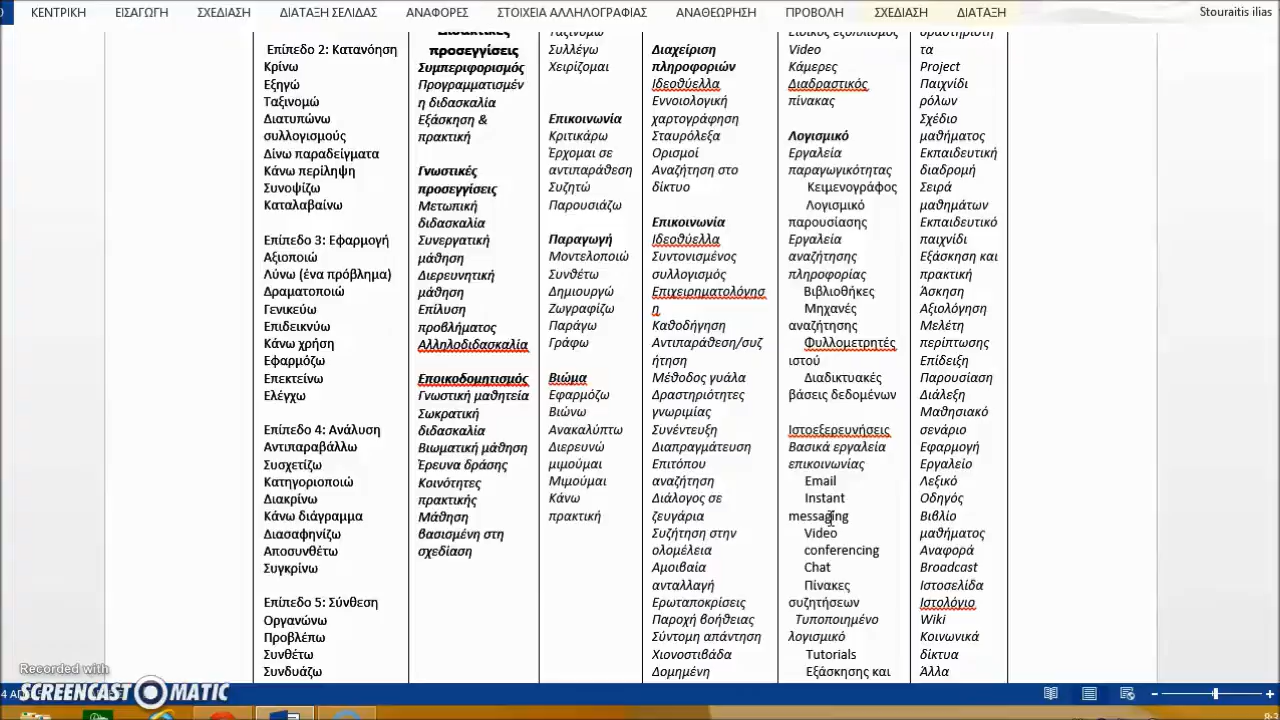 ΚΕΝΤΡΙΚΗ ΕΙΣΑΓΩΓΗ ΣΧΕΔΙΑΣΗ ΔΙΑΤΑΞΗ ΣΕΛΙΔΑΣ ΑΝΑΦΟΡΕΣ ΣΤΟΙΧΕΙΑ ΑΛΛΗΛΟΓΡΑΦΙΑΣ ΑΝΑΘΕΩΡΗΣΗ ΠΡΟΒΟΛΗ ΣΧΕΔΙΑΣΗ ΔΙΑΤΑΞΗ Stouraitis ilias
Επίπεδο 2: Κατανόηση
Κρίνω
Εξηγώ
Ταξινομώ
Διατυπώνω
συλλογισμούς
Δίνω παραδείγματα
Κάνω περίληψη
Συνοψίζω
Καταλαβαίνω
Επίπεδο 3: Εφαρμογή
Αξιοποιώ
Λύνω (ένα πρόβλημα)
Δραματοποιώ
Γενικεύω
Επιδεικνύω
Κάνω χρήση
Εφαρμόζω
Επεκτείνω
Ελέγχω
Επίπεδο 4: Ανάλυση
Αντιπαραβάλλω
Συσχετίζω
Κατηγοριοποιώ
Διακρίνω
Κάνω διάγραμμα
Διασαφηνίζω
Αποσυνθέτω
Συγκρίνω
Επίπεδο 5: Σύνθεση
Οργανώνω
Προβλέπω
Συνθέτω
Συνδυάζω
Διδακτικές
προσεγγίσεις
Συμπεριφορισμός
Προγραμματισμέν
η διδασκαλία
Εξάσκηση &
πρακτική
Γνωστικές
προσεγγίσεις
Μετωπική
διδασκαλία
Συνεργατική
μάθηση
Διερευνητική
μάθηση
Επίλυση
προβλήματος
Αλληλοδιδασκαλία
Εποικοδομητισμός
Γνωστική μαθητεία
Σωκρατική
διδασκαλία
Βιωματική μάθηση
Έρευνα δράσης
Κοινότητες
πρακτικής
Μάθηση
βασισμένη στη
σχεδίαση
Ταξινομώ
Συλλέγω
Χειρίζομαι
Επικοινωνία
Κριτικάρω
Έρχομαι σε
αντιπαράθεση
Συζητώ
Παρουσιάζω
Παραγωγή
Μοντελοποιώ
Συνθέτω
Δημιουργώ
Ζωγραφίζω
Παράγω
Γράφω
Βιώμα
Εφαρμόζω
Βιώνω
Ανακαλύπτω
Διερευνώ
μιμούμαι
Μιμούμαι
Κάνω
πρακτική
Διαχείριση
πληροφοριών
Ιδεοθύελλα
Εννοιολογική
χαρτογράφηση
Σταυρόλεξα
Ορισμοί
Αναζήτηση στο
δίκτυο
Επικοινωνία
Ιδεοθύελλα
Συντονισμένος
συλλογισμός
Επιχειρηματολόγησ
η
Καθοδήγηση
Αντιπαράθεση/συζ
ήτηση
Μέθοδος γυάλα
Δραστηριότητες
γνωριμίας
Συνέντευξη
Διαπραγμάτευση
Επιτόπου
αναζήτηση
Διάλογος σε
ζευγάρια
Συζήτηση στην
ολομέλεια
Αμοιβαία
ανταλλαγή
Ερωταποκρίσεις
Παροχή βοήθειας
Σύντομη απάντηση
Χιονοστιβάδα
Δομημένη
Ειδικός εξοπλισμός
Video
Κάμερες
Διαδραστικός
πίνακας
Λογισμικό
Εργαλεία
παραγωγικότητας
Κειμενογράφος
Λογισμικό
παρουσίασης
Εργαλεία
αναζήτησης
πληροφορίας
Βιβλιοθήκες
Μηχανές
αναζήτησης
Φυλλομετρητές
ιστού
Διαδικτυακές
βάσεις δεδομένων
Ιστοεξερευνήσεις
Βασικά εργαλεία
επικοινωνίας
Email
Instant
messaging
Video
conferencing
Chat
Πίνακες
συζητήσεων
Τυποποιημένο
λογισμικό
Tutorials
Εξάσκησης και
δραστηριότη
τα
Project
Παιχνίδι
ρόλων
Σχέδιο
μαθήματος
Εκπαιδευτική
διαδρομή
Σειρά
μαθημάτων
Εκπαιδευτικό
παιχνίδι
Εξάσκηση και
πρακτική
Άσκηση
Αξιολόγηση
Μελέτη
περίπτωσης
Επίδειξη
Παρουσίαση
Διάλεξη
Μαθησιακό
σενάριο
Εφαρμογή
Εργαλείο
Λεξικό
Οδηγός
Βιβλίο
μαθήματος
Αναφορά
Broadcast
Ιστοσελίδα
Ιστολόγιο
Wiki
Κοινωνικά
δίκτυα
Άλλα
Recorded with
SCREENCAST MATIC